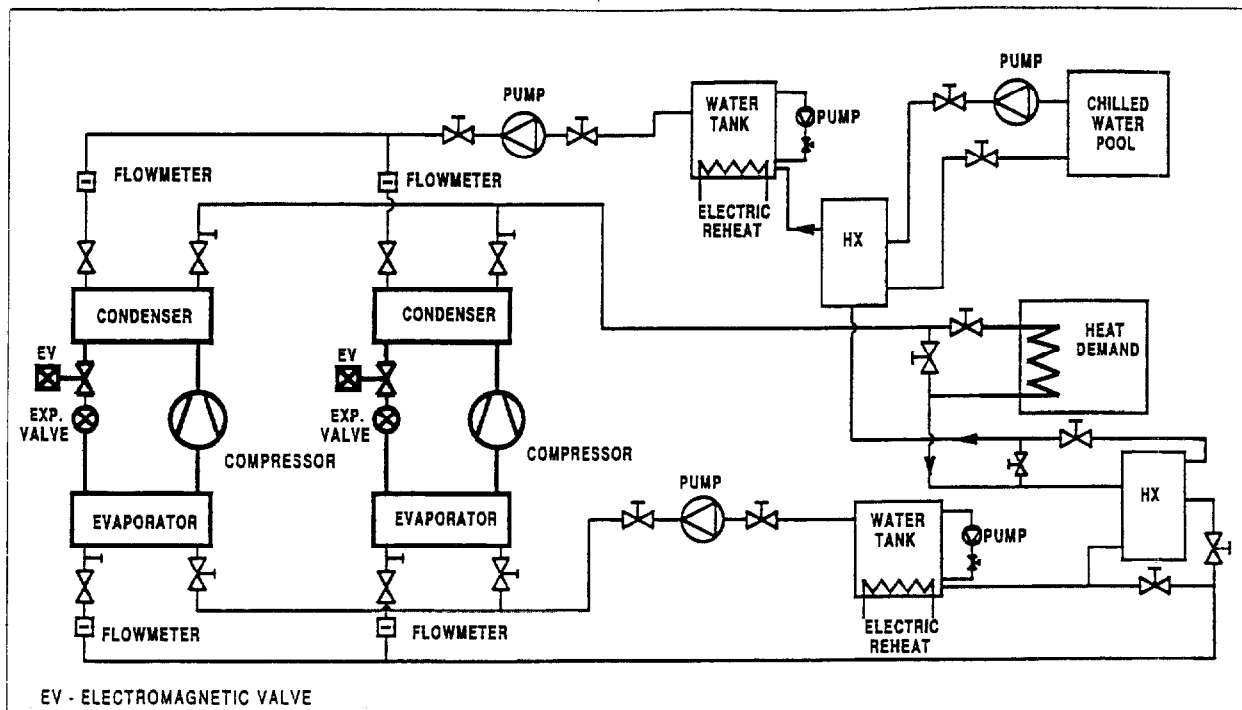 PUMP
CHILLED
WATER
POOL
PUMP
WATER
TANK
PUMP
FLOWMETER
FLOWMETER
ELECTRIC
REHEAT
HX
CONDENSER
CONDENSER
HEAT
DEMAND
EV
EV
EXP.
VALVE
EXP.
VALVE
COMPRESSOR
COMPRESSOR
PUMP
HX
EVAPORATOR
EVAPORATOR
WATER
TANK
PUMP
FLOWMETER
FLOWMETER
ELECTRIC
REHEAT
EV - ELECTROMAGNETIC VALVE